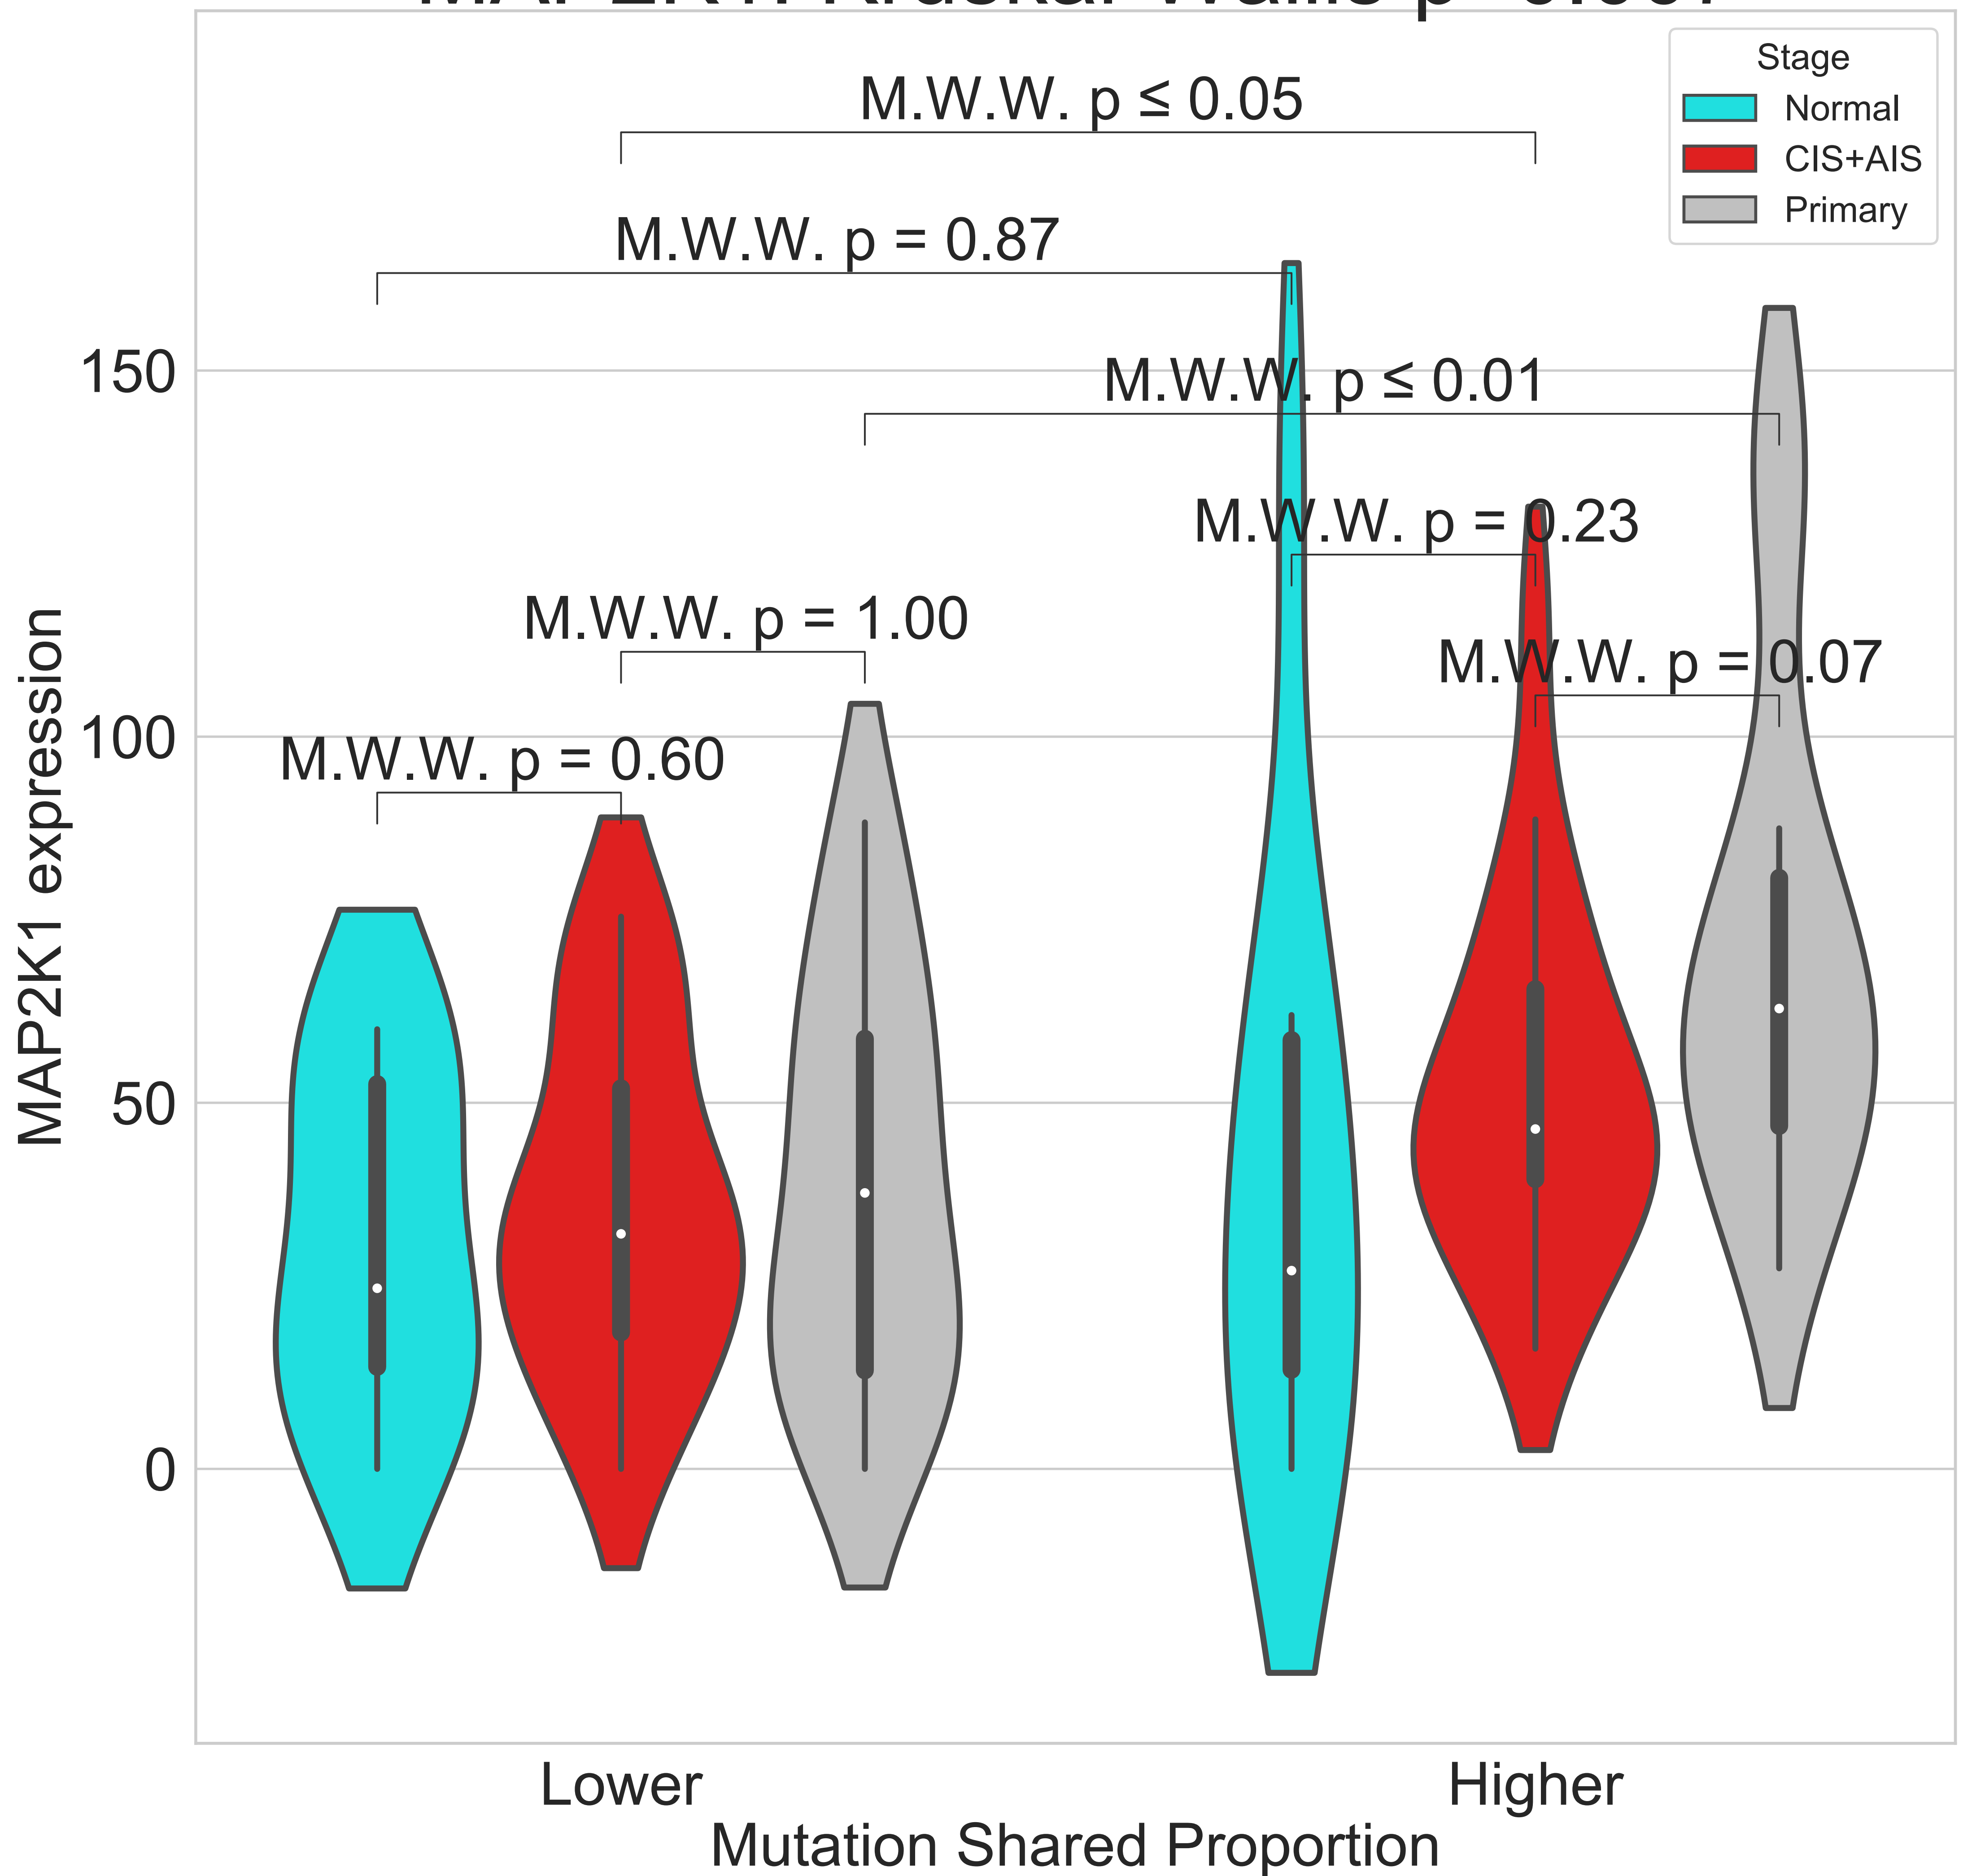 Stage
Normal
CIS+AIS
Primary
M.W.W. p ≤ 0.05
M.W.W. p = 0.87
M.W.W. p ≤ 0.01
M.W.W. p = 0.23
M.W.W. p = 1.00
M.W.W. p = 0.07
M.W.W. p = 0.60
150
100
50
0
MAP2K1 expression
Lower
Higher
Mutation Shared Proportion